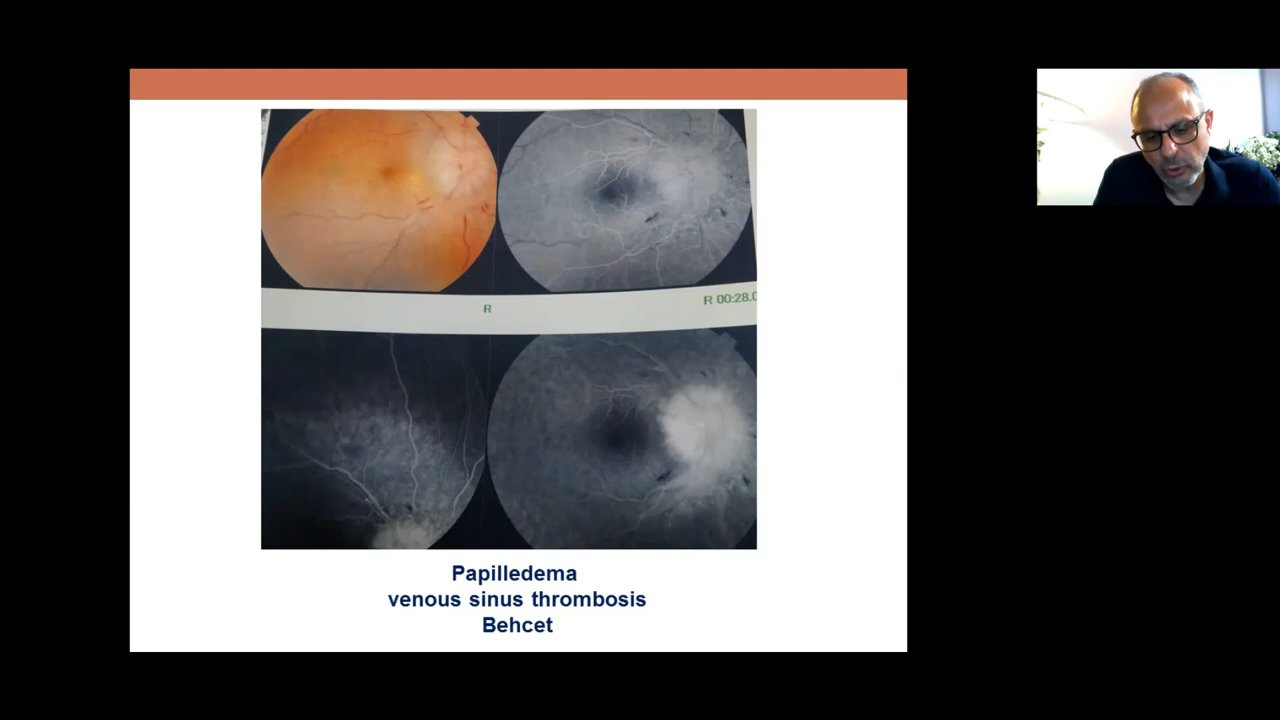 R
R 00:28.0
Papilledema
venous sinus thrombosis
Behcet